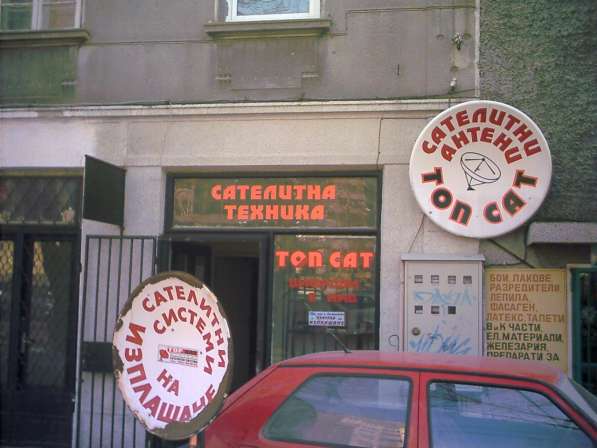 САТЕЛИТНА
ТЕХНИКА
ТОП САТ
САТЕЛИТНИ
АНТЕНИ
ТОП САТ
САТЕЛИТНИ
СИСТЕМИ
НА
ИЗПЛАЩАНЕ
БОИ, ЛАКОВЕ
РАЗРЕДИТЕЛИ
ЛЕПИЛА,
ФАСАГЕН,
ЛАТЕКС, ТАПЕТИ
В и К ЧАСТИ,
ЕЛ.МАТЕРИАЛИ,
ЖЕЛЕЗАРИЯ,
ПРЕПАРАТИ ЗА